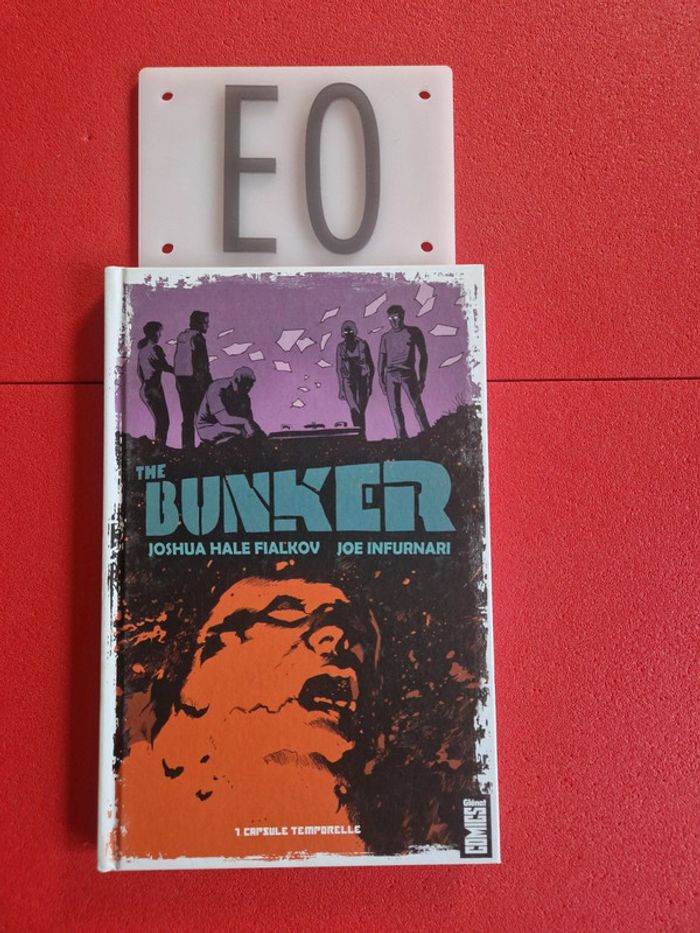 EO
THE
BUNKER
JOSHUA HALE FIALKOV JOE INFURNARI
1. CAPSULE TEMPORELLE
Glénat
COMICS